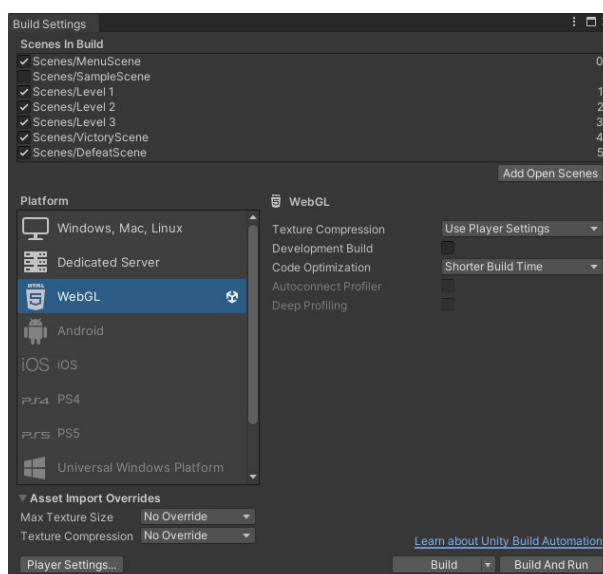 Build Settings
Scenes In Build
Scenes/MenuScene 0
Scenes/SampleScene
Scenes/Level 1 1
Scenes/Level 2 2
Scenes/Level 3 3
Scenes/VictoryScene 4
Scenes/DefeatScene 5
Add Open Scenes
Platform
Windows, Mac, Linux
Dedicated Server
HTML 5 WebGL
Android
iOS iOS
PS4 PS4
PS5 PS5
Universal Windows Platform
WebGL
Texture Compression Use Player Settings
Development Build
Code Optimization Shorter Build Time
Autoconnect Profiler
Deep Profiling
Asset Import Overrides
Max Texture Size No Override
Texture Compression No Override
Learn about Unity Build Automation
Player Settings... Build Build And Run